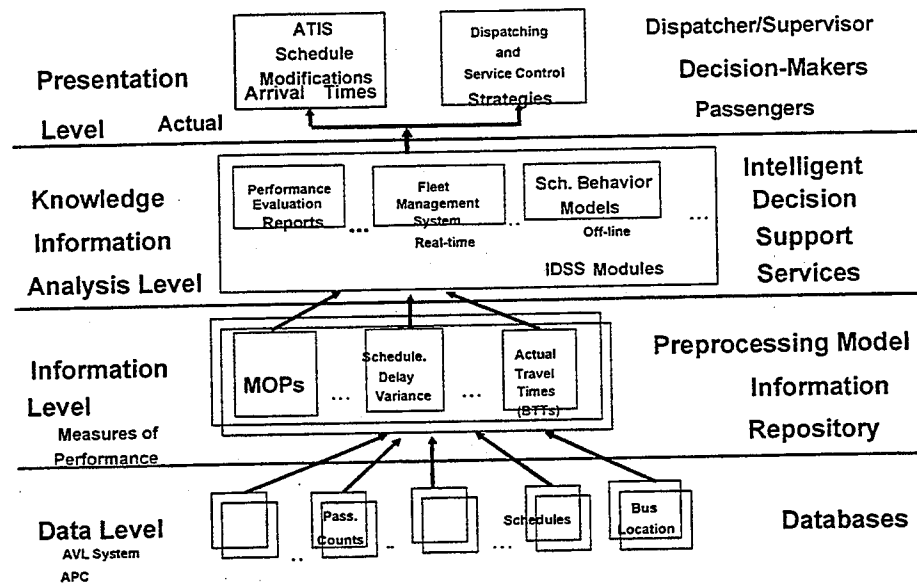 ATIS
Schedule
Modifications
Arrival Times
Dispatching
and
Service Control
Strategies
Dispatcher/Supervisor
Decision-Makers
Passengers
Presentation
Level
Actual
Knowledge
Information
Analysis Level
Performance
Evaluation
Reports
...
Fleet
Management
System
Real-time
...
Sch. Behavior
Models
Off-line
...
IDSS Modules
Intelligent
Decision
Support
Services
Information
Level
Measures of
Performance
MOPs
...
Schedule.
Delay
Variance
...
Actual
Travel
Times
(BTTs)
Preprocessing Model
Information
Repository
Data Level
AVL System
APC
..
Pass.
Counts
..
...
Schedules
..
Bus
Location
Databases